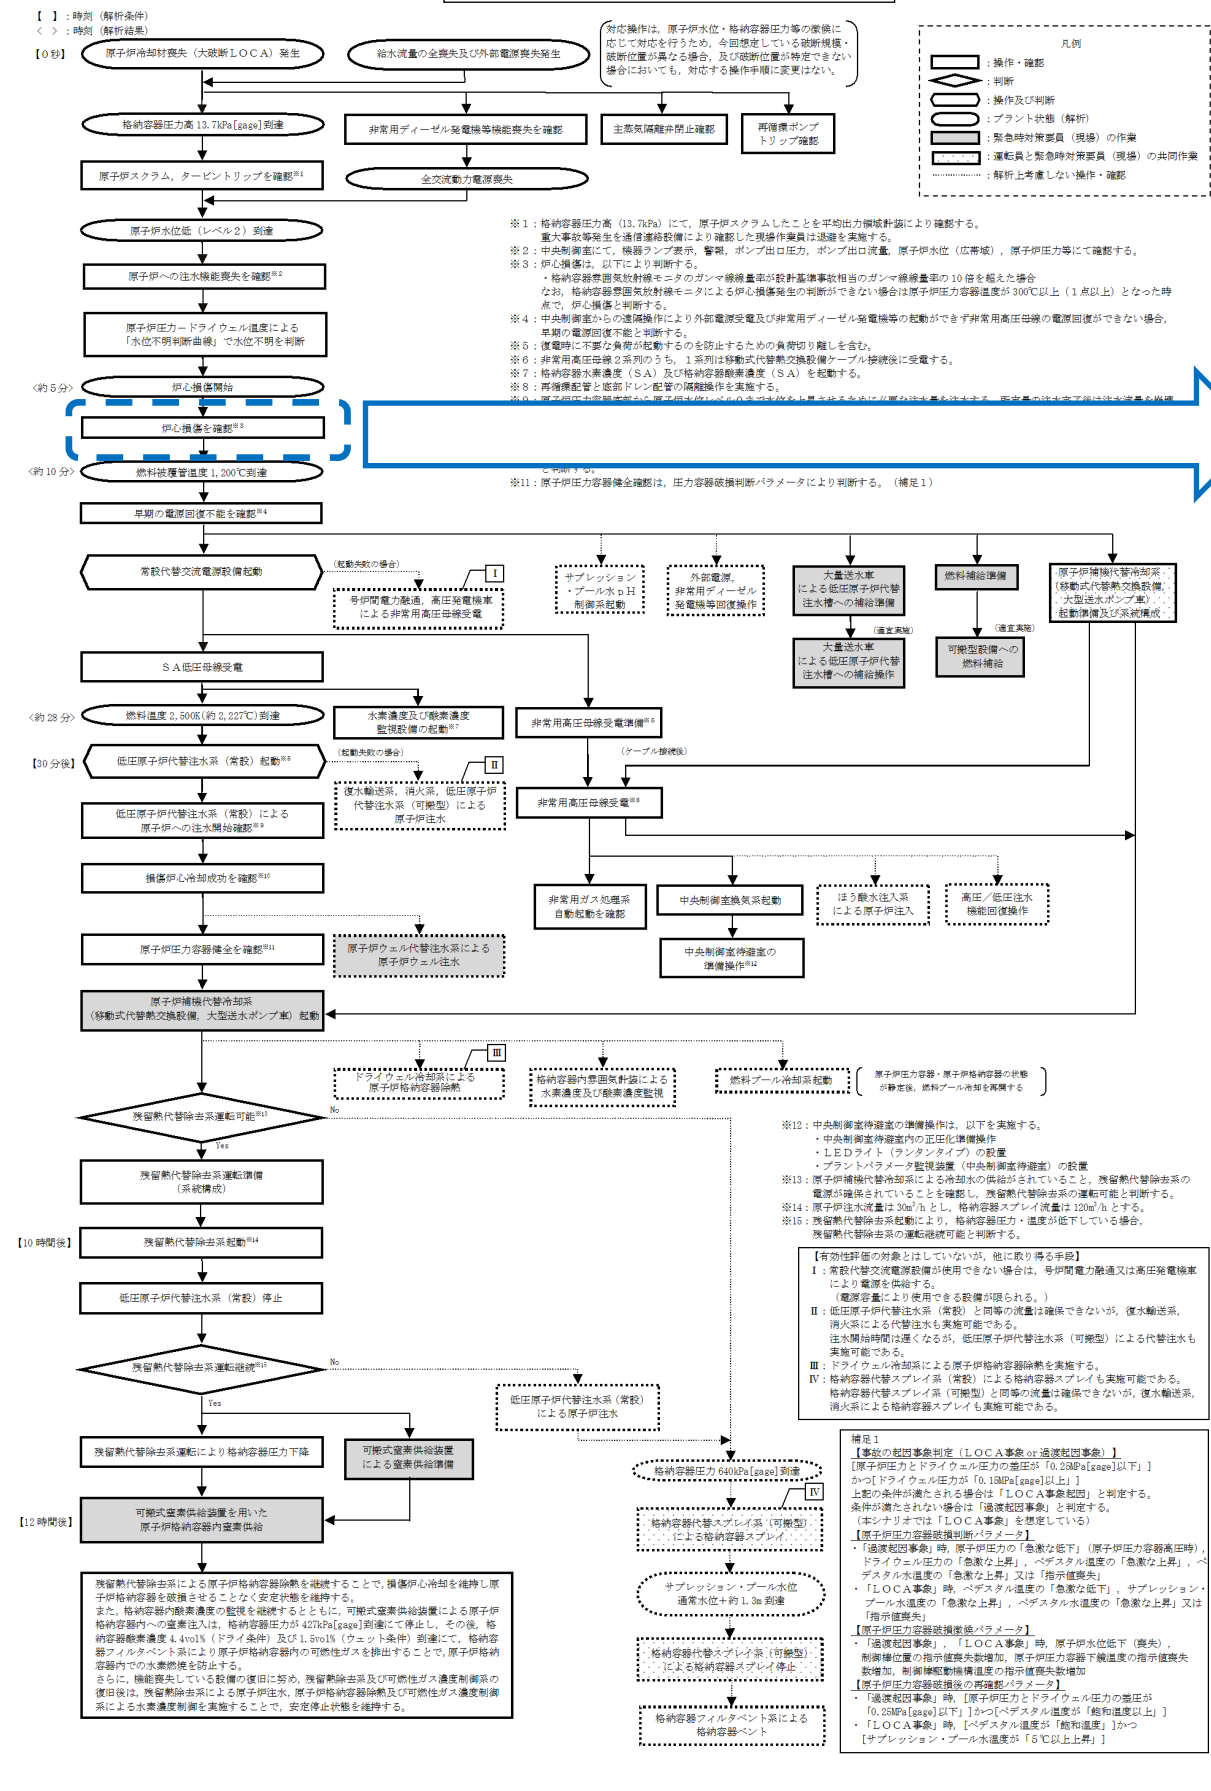 【　】：時刻（解析条件）
＜　＞：時刻（解析結果）
【0秒】
原子炉冷却材喪失（大破断ＬＯＣＡ）発生
給水流量の全喪失及び外部電源喪失発生
対応操作は，原子炉水位・格納容器圧力等の徴候に
応じて対応を行うため，今回想定している破断規模・
破断位置が異なる場合，及び破断位置が特定できない
場合においても，対応する操作手順に変更はない。
凡例
：操作・確認
：判断
：操作及び判断
：プラント状態（解析）
：緊急時対策要員（現場）の作業
：運転員と緊急時対策要員（現場）の共同作業
：解析上考慮しない操作・確認
格納容器圧力高 13.7kPa[gage]到達
非常用ディーゼル発電機等機能喪失を確認
主蒸気隔離弁閉止確認
再循環ポンプ
トリップ確認
原子炉スクラム，タービントリップを確認※1
全交流動力電源喪失
原子炉水位低（レベル２）到達
原子炉への注水機能喪失を確認※2
原子炉圧力－ドライウェル温度による
「水位不明判断曲線」で水位不明を判断
※１：格納容器圧力高（13.7kPa）にて，原子炉スクラムしたことを平均出力領域計装により確認する。
重大事故等発生を通信連絡設備により確認した現場作業員は退避を実施する。
※２：中央制御室にて，機器ランプ表示，警報，ポンプ出口圧力，ポンプ出口流量，原子炉水位（広帯域），原子炉圧力等にて確認する。
※３：炉心損傷は，以下により判断する。
・格納容器雰囲気放射線モニタのガンマ線線量率が設計基準事故相当のガンマ線線量率の 10 倍を超えた場合
なお，格納容器雰囲気放射線モニタによる炉心損傷発生の判断ができない場合は原子炉圧力容器温度が 300℃以上（１点以上）となった時
点で，炉心損傷と判断する。
※４：中央制御室からの遠隔操作により外部電源受電及び非常用ディーゼル発電機等の起動ができず非常用高圧母線の電源回復ができない場合，
早期の電源回復不能と判断する。
※５：復電時に不要な負荷が起動するのを防止するための負荷切り離しを含む。
※６：非常用高圧母線２系列のうち，１系列は移動式代替熱交換設備ケーブル接続後に受電する。
※７：格納容器水素濃度（ＳＡ）及び格納容器酸素濃度（ＳＡ）を起動する。
※８：再循環配管と底部ドレン配管の隔離操作を実施する。
※９：原子炉圧力容器底部から原子炉水位レベル０まで水位を上昇させるために必要な注水量を注水する。所定量の注水完了後は注水流量を崩壊
と判断する。
※11：原子炉圧力容器健全確認は，圧力容器破損判断パラメータにより判断する。（補足１）
＜約５分＞
炉心損傷開始
炉心損傷を確認※3
＜約 10 分＞
燃料被覆管温度 1,200℃到達
早期の電源回復不能を確認※4
常設代替交流電源設備起動
（起動失敗の場合）
Ⅰ
号炉間電力融通，高圧発電機車
による非常用高圧母線受電
サプレッション
・プール水ｐＨ
制御系起動
外部電源，
非常用ディーゼル
発電機等回復操作
大量送水車
による低圧原子炉代替
注水槽への補給準備
燃料補給準備
原子炉補機代替冷却系
（移動式代替熱交換設備，
大型送水ポンプ車）
起動準備及び系統構成
（適宜実施）
（適宜実施）
大量送水車
による低圧原子炉代替
注水槽への補給操作
可搬型設備への
燃料補給
ＳＡ低圧母線受電
＜約 28 分＞
燃料温度 2,500K(約 2,227℃)到達
水素濃度及び酸素濃度
監視設備の起動※7
非常用高圧母線受電準備※5
【30 分後】
低圧原子炉代替注水系（常設）起動※8
（起動失敗の場合）
Ⅱ
（ケーブル接続後）
復水輸送系，消火系，低圧原子炉
代替注水系（可搬型）による
原子炉注水
非常用高圧母線受電※6
低圧原子炉代替注水系（常設）による
原子炉への注水開始確認※9
損傷炉心冷却成功を確認※10
非常用ガス処理系
自動起動を確認
中央制御室換気系起動
ほう酸水注入系
による原子炉注入
高圧／低圧注水
機能回復操作
原子炉圧力容器健全を確認※11
原子炉ウェル代替注水系による
原子炉ウェル注水
中央制御室待避室の
準備操作※12
原子炉補機代替冷却系
（移動式代替熱交換設備，大型送水ポンプ車）起動
Ⅲ
ドライウェル冷却系による
原子炉格納容器除熱
格納容器内雰囲気計装による
水素濃度及び酸素濃度監視
燃料プール冷却系起動
原子炉圧力容器・原子炉格納容器の状態
が静定後，燃料プール冷却を再開する
残留熱代替除去系運転可能※13
No
Yes
※12：中央制御室待避室の準備操作は，以下を実施する。
・中央制御室待避室内の正圧化準備操作
・ＬＥＤライト（ランタンタイプ）の設置
・プラントパラメータ監視装置（中央制御室待避室）の設置
※13：原子炉補機代替冷却系による冷却水の供給がされていること，残留熱代替除去系の
電源が確保されていることを確認し，残留熱代替除去系の運転可能と判断する。
※14：原子炉注水流量は 30m³/h とし，格納容器スプレイ流量は 120m³/h とする。
※15：残留熱代替除去系起動により，格納容器圧力・温度が低下している場合，
残留熱代替除去系の運転継続可能と判断する。
残留熱代替除去系運転準備
（系統構成）
【10 時間後】
残留熱代替除去系起動※14
低圧原子炉代替注水系（常設）停止
残留熱代替除去系運転継続※15
No
Yes
低圧原子炉代替注水系（常設）
による原子炉注水
【有効性評価の対象とはしていないが，他に取り得る手段】
Ⅰ：常設代替交流電源設備が使用できない場合は，号炉間電力融通又は高圧発電機車
により電源を供給する。
（電源容量により使用できる設備が限られる。）
Ⅱ：低圧原子炉代替注水系（常設）と同等の流量は確保できないが，復水輸送系，
消火系による代替注水も実施可能である。
注水開始時間は遅くなるが，低圧原子炉代替注水系（可搬型）による代替注水も
実施可能である。
Ⅲ：ドライウェル冷却系による原子炉格納容器除熱を実施する。
Ⅳ：格納容器代替スプレイ系（常設）による格納容器スプレイも実施可能である。
格納容器代替スプレイ系（可搬型）と同等の流量は確保できないが，復水輸送系，
消火系による格納容器スプレイも実施可能である。
残留熱代替除去系運転により格納容器圧力下降
可搬式窒素供給装置
による窒素供給準備
【12 時間後】
可搬式窒素供給装置を用いた
原子炉格納容器内窒素供給
格納容器圧力 640kPa[gage]到達
Ⅳ
格納容器代替スプレイ系（可搬型）
による格納容器スプレイ
サプレッション・プール水位
通常水位＋約 1.3m 到達
格納容器代替スプレイ系（可搬型）
による格納容器スプレイ停止
格納容器フィルタベント系による
格納容器ベント
残留熱代替除去系による原子炉格納容器除熱を継続することで,損傷炉心冷却を維持し原
子炉格納容器を破損させることなく安定状態を維持する。
また，格納容器内酸素濃度の監視を継続するとともに，可搬式窒素供給装置による原子炉
格納容器内への窒素注入は，格納容器圧力が 427kPa[gage]到達にて停止し，その後，格
納容器酸素濃度 4.4vol%（ドライ条件）及び 1.5vol%（ウェット条件）到達にて，格納容
器フィルタベント系により原子炉格納容器内の可燃性ガスを排出することで,原子炉格納
容器内での水素燃焼を防止する。
さらに，機能喪失している設備の復旧に努め，残留熱除去系及び可燃性ガス濃度制御系の
復旧後は，残留熱除去系による原子炉注水，原子炉格納容器除熱及び可燃性ガス濃度制御
系による水素濃度制御を実施することで，安定停止状態を維持する。
補足１
【事故の起因事象判定（ＬＯＣＡ事象 or 過渡起因事象）】
[原子炉圧力とドライウェル圧力の差圧が「0.25MPa[gage]以下」]
かつ[ドライウェル圧力が「0.15MPa[gage]以上」]
上記の条件が満たされる場合は「ＬＯＣＡ事象起因」と判定する。
条件が満たされない場合は「過渡起因事象」と判定する。
（本シナリオでは「ＬＯＣＡ事象」を想定している）
【原子炉圧力容器破損判断パラメータ】
・「過渡起因事象」時，原子炉圧力の「急激な低下」（原子炉圧力容器高圧時），
ドライウェル圧力の「急激な上昇」，ペデスタル温度の「急激な上昇」，ペ
デスタル水温度の「急激な上昇」又は「指示値喪失」
・「ＬＯＣＡ事象」時，ペデスタル温度の「急激な低下」，サプレッション・
プール水温度の「急激な上昇」，ペデスタル水温度の「急激な上昇」又は
「指示値喪失」
【原子炉圧力容器破損徴候パラメータ】
・「過渡起因事象」，「ＬＯＣＡ事象」時，原子炉水位低下（喪失），
制御棒位置の指示値喪失数増加，原子炉圧力容器下鏡温度の指示値喪失
数増加，制御棒駆動機構温度の指示値喪失数増加
【原子炉圧力容器破損後の再確認パラメータ】
・「過渡起因事象」時，[原子炉圧力とドライウェル圧力の差圧が
「0.25MPa[gage]以下」]かつ[ペデスタル温度が「飽和温度以上」]
・「ＬＯＣＡ事象」時，[ペデスタル温度が「飽和温度」]かつ
[サプレッション・プール水温度が「５℃以上上昇」]